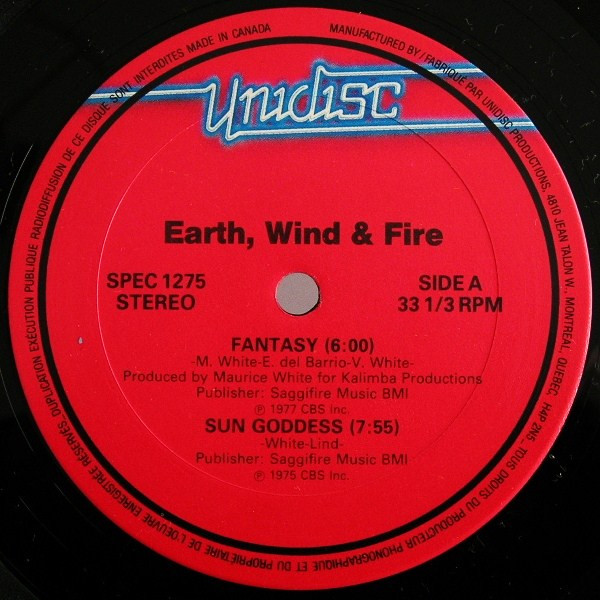 MANUFACTURED BY / FABRIQUÉ PAR UNIDISC PRODUCTIONS, 4810 JEAN TALON W., MONTREAL, QUEBEC, H4P 2N5. TOUS DROITS DU PRODUCTEUR PHONOGRAPHIQUE ET DU PROPRIÉTAIRE DE L'OEUVRE ENREGISTRÉE RÉSERVÉS. DUPLICATION EXÉCUTION PUBLIQUE RADIODIFFUSION DE CE DISQUE SONT INTERDITES MADE IN CANADA
Unidisc
Earth, Wind & Fire
SPEC 1275
STEREO
SIDE A
33 1/3 RPM
FANTASY (6:00)
-M. White-E. del Barrio-V. White-
Produced by Maurice White for Kalimba Productions
Publisher: Saggifire Music BMI
℗ 1977 CBS Inc.
SUN GODDESS (7:55)
-White-Lind-
Publisher: Saggifire Music BMI
℗ 1975 CBS Inc.